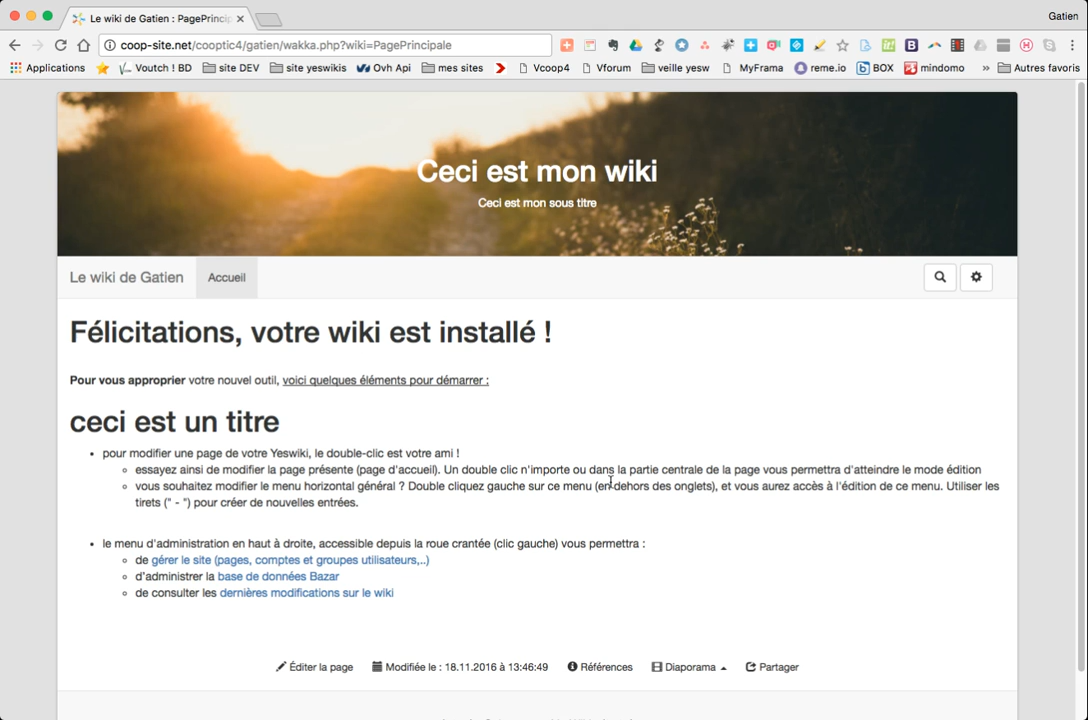 Le wiki de Gatien : PagePrincip
Gatien
coop-site.net/cooptic4/gatien/wakka.php?wiki=PagePrincipale
Applications Voutch ! BD site DEV site yeswikis Ovh Api mes sites Vcoop4 Vforum veille yesw MyFrama reme.io BOX mindomo » Autres favoris
Ceci est mon wiki
Ceci est mon sous titre
Le wiki de Gatien Accueil
Félicitations, votre wiki est installé !
Pour vous approprier votre nouvel outil, voici quelques éléments pour démarrer :
ceci est un titre
pour modifier une page de votre Yeswiki, le double-clic est votre ami !
essayez ainsi de modifier la page présente (page d'accueil). Un double clic n'importe ou dans la partie centrale de la page vous permettra d'atteindre le mode édition
vous souhaitez modifier le menu horizontal général ? Double cliquez gauche sur ce menu (en dehors des onglets), et vous aurez accès à l'édition de ce menu. Utiliser les
tirets (" - ") pour créer de nouvelles entrées.
le menu d'administration en haut à droite, accessible depuis la roue crantée (clic gauche) vous permettra :
de gérer le site (pages, comptes et groupes utilisateurs,..)
d'administrer la base de données Bazar
de consulter les dernières modifications sur le wiki
Éditer la page Modifiée le : 18.11.2016 à 13:46:49 Références Diaporama Partager